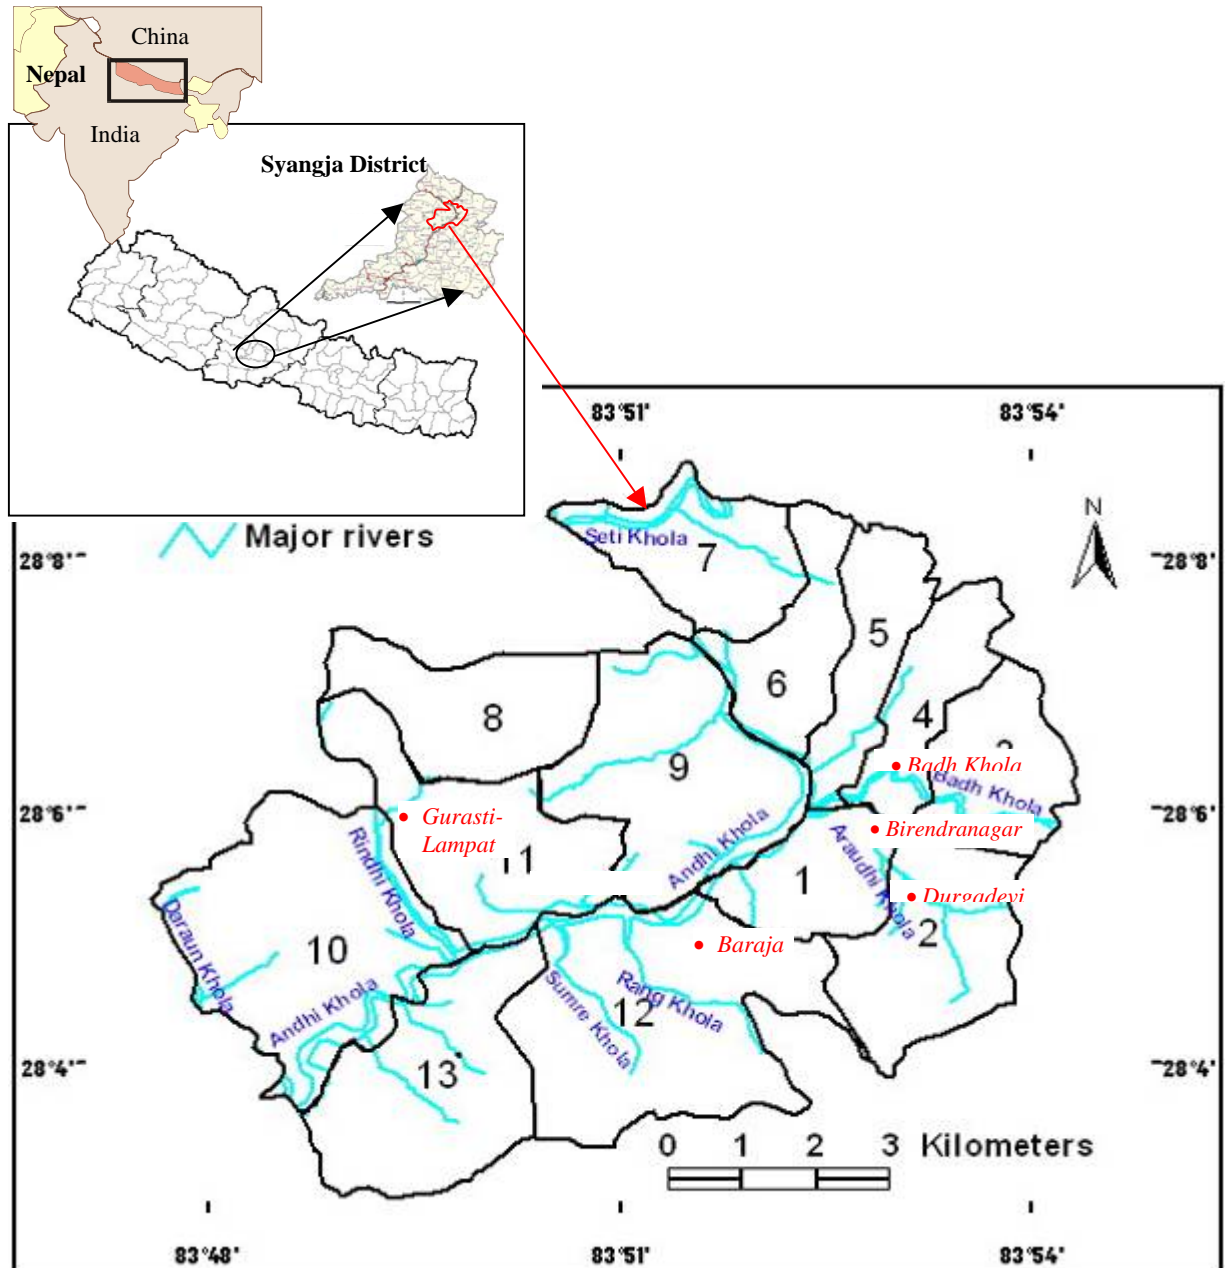 China
Nepal
India
Syangja District
83°51'
83°54'
N
Major rivers
28°8'
28°8'
Seti Khola
7
5
6
4
8
9
Badh Khola
Badh Khola
28°6'
28°6'
Gurasti-
Lampat
Birendranagar
Rindhi Khola
Andhi Khola
Araudhi Khola
11
1
Durgadevi
2
Daraun Khola
10
Baraja
Andhi Khola
Sumre Khola
Rang Khola
12
28°4'
28°4'
13
0 1 2 3 Kilometers
83°48'
83°51'
83°54'